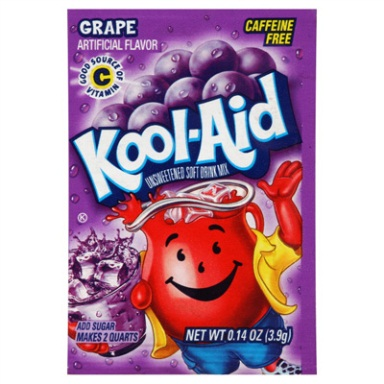 GRAPE
ARTIFICIAL FLAVOR
CAFFEINE
FREE
GOOD SOURCE OF
C
VITAMIN
Kool-Aid
UNSWEETENED SOFT DRINK MIX
K
ADD SUGAR
MAKES 2 QUARTS
NET WT 0.14 OZ (3.9g)